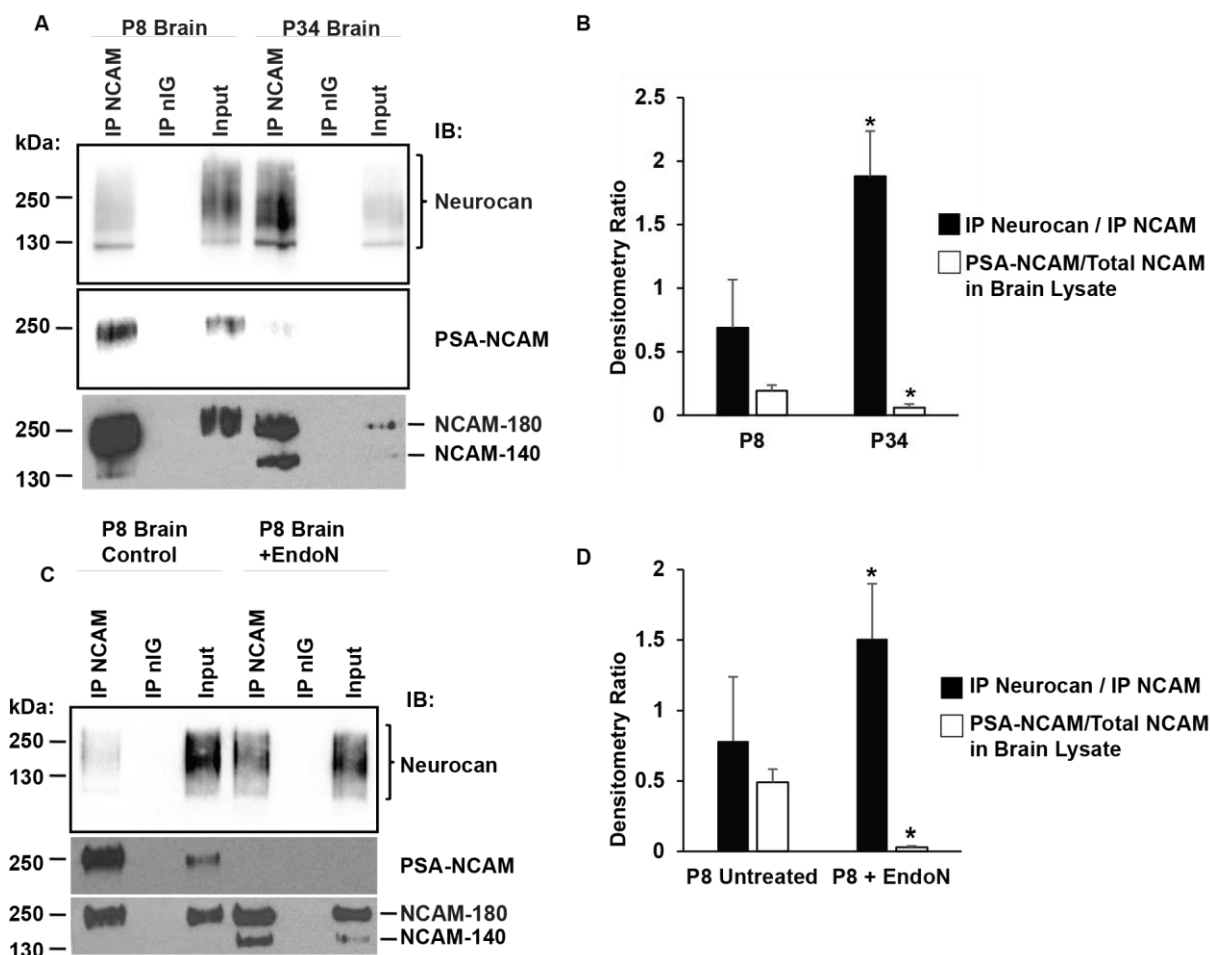 A
P8 Brain
P34 Brain
IP NCAM
IP nIG
Input
IP NCAM
IP nIG
Input
IB:
kDa:
250
130
Neurocan
250
PSA-NCAM
250
130
NCAM-180
NCAM-140
B
Densitometry Ratio
2.5
2
1.5
1
0.5
0
*
*
P8
P34
IP Neurocan / IP NCAM
PSA-NCAM/Total NCAM
in Brain Lysate
P8 Brain
Control
P8 Brain
+EndoN
C
IP NCAM
IP nIG
Input
IP NCAM
IP nIG
Input
IB:
kDa:
250
130
Neurocan
250
PSA-NCAM
250
130
NCAM-180
NCAM-140
D
Densitometry Ratio
2
1.5
1
0.5
0
*
*
P8 Untreated
P8 + EndoN
IP Neurocan / IP NCAM
PSA-NCAM/Total NCAM
in Brain Lysate